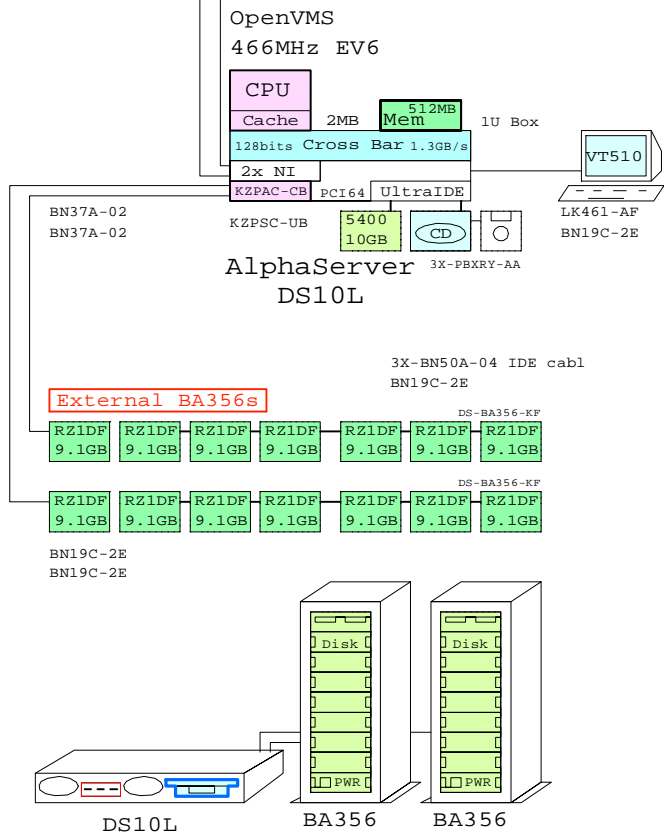 OpenVMS
466MHz EV6
CPU
Cache 2MB Mem 512MB 1U Box
128bits Cross Bar 1.3GB/s
VT510
2x NI
KZPAC-CB PCI64 UltraIDE
BN37A-02 KZPSC-UB 5400 LK461-AF
BN37A-02 10GB CD BN19C-2E
AlphaServer 3X-PBXRY-AA
DS10L
3X-BN50A-04 IDE cabl
BN19C-2E
External BA356s
DS-BA356-KF
RZ1DF RZ1DF RZ1DF RZ1DF RZ1DF RZ1DF RZ1DF
9.1GB 9.1GB 9.1GB 9.1GB 9.1GB 9.1GB 9.1GB
DS-BA356-KF
RZ1DF RZ1DF RZ1DF RZ1DF RZ1DF RZ1DF RZ1DF
9.1GB 9.1GB 9.1GB 9.1GB 9.1GB 9.1GB 9.1GB
BN19C-2E
BN19C-2E
Disk Disk
PWR PWR
DS10L BA356 BA356